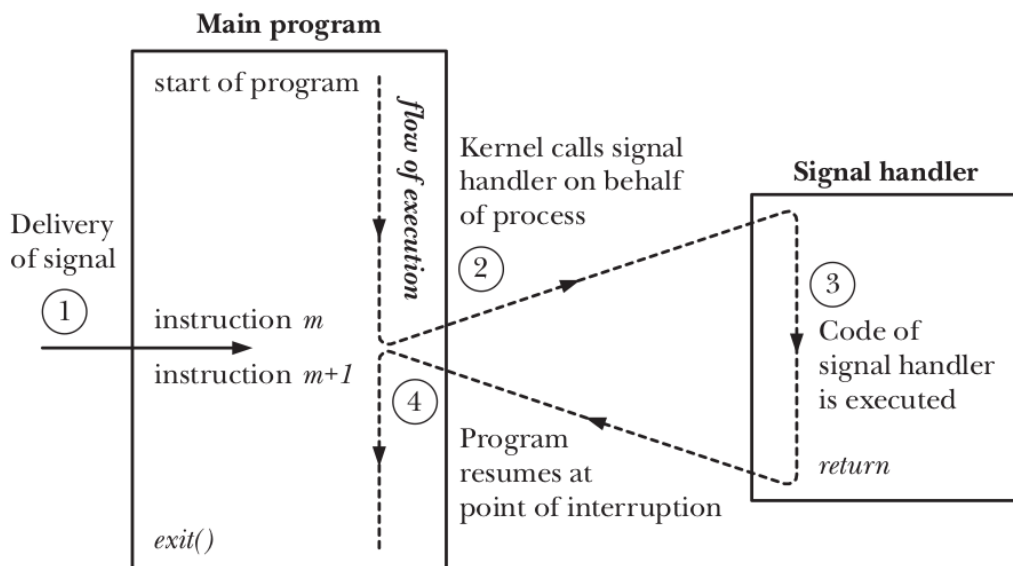 Main program
start of program
flow of execution
Kernel calls signal
handler on behalf
of process
Signal handler
Delivery
of signal
1
2
3
instruction m
instruction m+1
Code of
signal handler
is executed
4
Program
resumes at
point of interruption
return
exit()